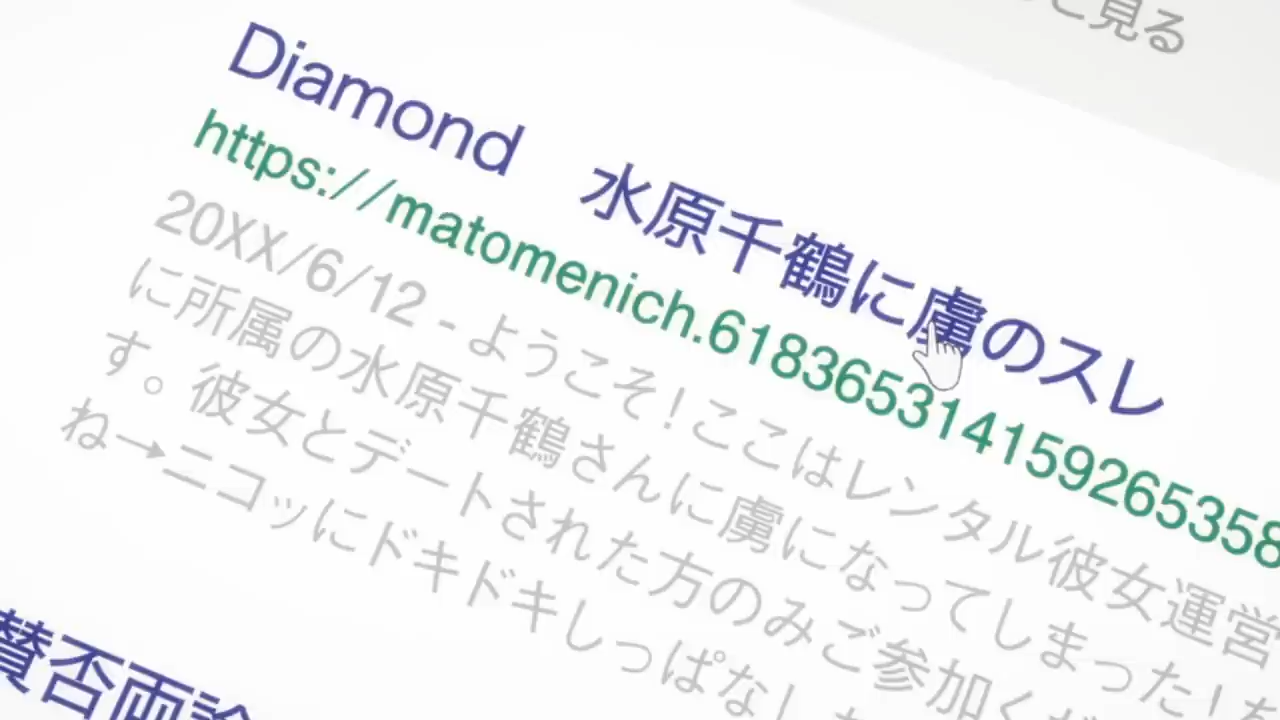 と見る
Diamond 水原千鶴に虜のスレ
https://matomenich.618365314159265358
20XX/6/12 - ようこそ!ここはレンタル彼女運営
に所属の水原千鶴さんに虜になってしまった!を
す。彼女とデートされた方のみご参加くだ
ね→ニコッにドキドキしっぱなし
賛否両論